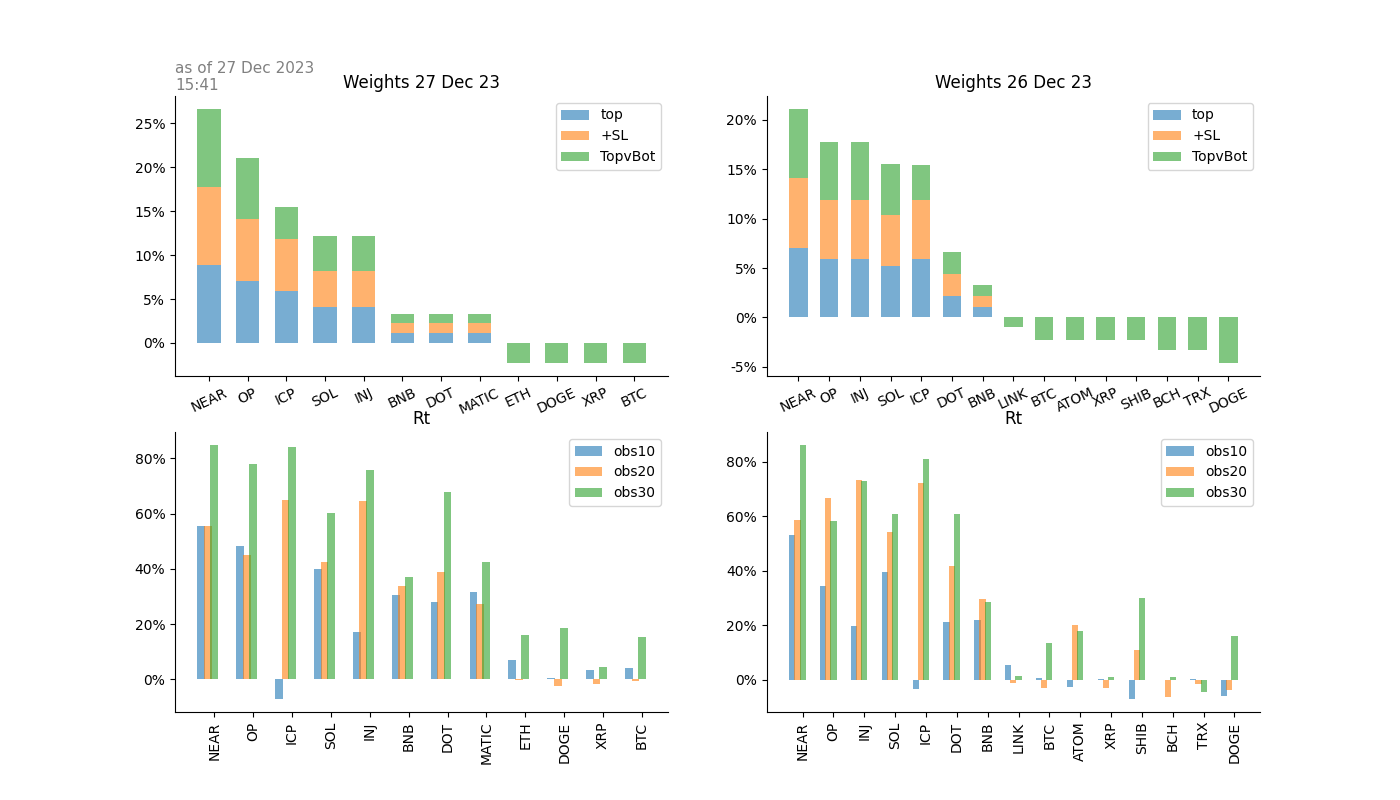 as of 27 Dec 2023
15:41
Weights 27 Dec 23
25%
20%
15%
10%
5%
0%
top
+SL
TopvBot
NEAR OP ICP SOL INJ BNB DOT MATIC ETH DOGE XRP BTC
Weights 26 Dec 23
20%
15%
10%
5%
0%
-5%
top
+SL
TopvBot
NEAR OP INJ SOL ICP DOT BNB LINK BTC ATOM XRP SHIB BCH TRX DOGE
Rt
80%
60%
40%
20%
0%
obs10
obs20
obs30
NEAR OP ICP SOL INJ BNB DOT MATIC ETH DOGE XRP BTC
Rt
80%
60%
40%
20%
0%
obs10
obs20
obs30
NEAR OP INJ SOL ICP DOT BNB LINK BTC ATOM XRP SHIB BCH TRX DOGE